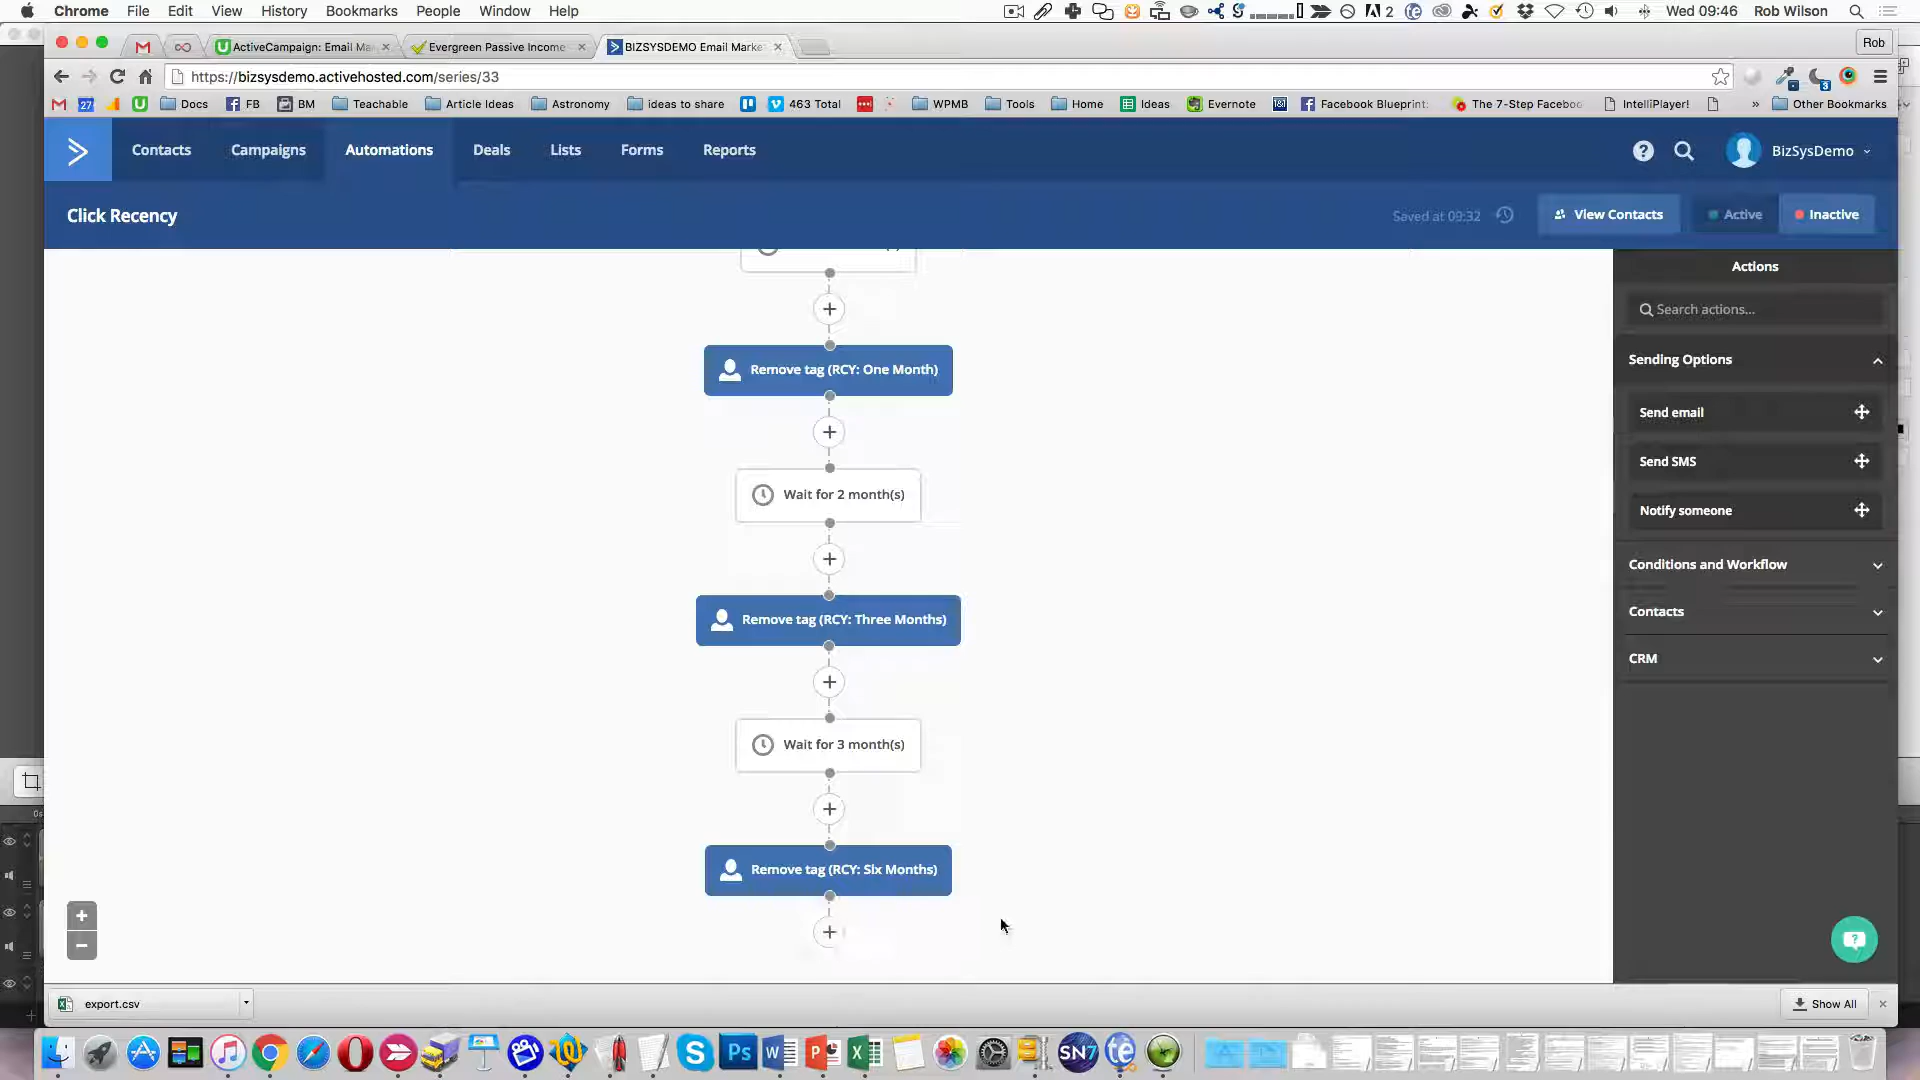 Chrome File Edit View History Bookmarks People Window Help 2 Wed 09:46 Rob Wilson
ActiveCampaign: Email Ma Evergreen Passive Income BIZSYSDEMO Email Marke Rob
https://bizsysdemo.activehosted.com/series/33
27 Docs FB BM Teachable Article Ideas Astronomy ideas to share 463 Total WPMB Tools Home Ideas Evernote Facebook Blueprint: The 7-Step Facebo IntelliPlayer! » Other Bookmarks
Contacts Campaigns Automations Deals Lists Forms Reports BizSysDemo
Click Recency Saved at 09:32 View Contacts Active Inactive
Actions
Search actions...
Sending Options
Remove tag (RCY: One Month)
Send email
Send SMS
Wait for 2 month(s)
Notify someone
Conditions and Workflow
Contacts
Remove tag (RCY: Three Months)
CRM
Wait for 3 month(s)
Remove tag (RCY: Six Months)
export.csv Show All
Ps W P X SN7 te